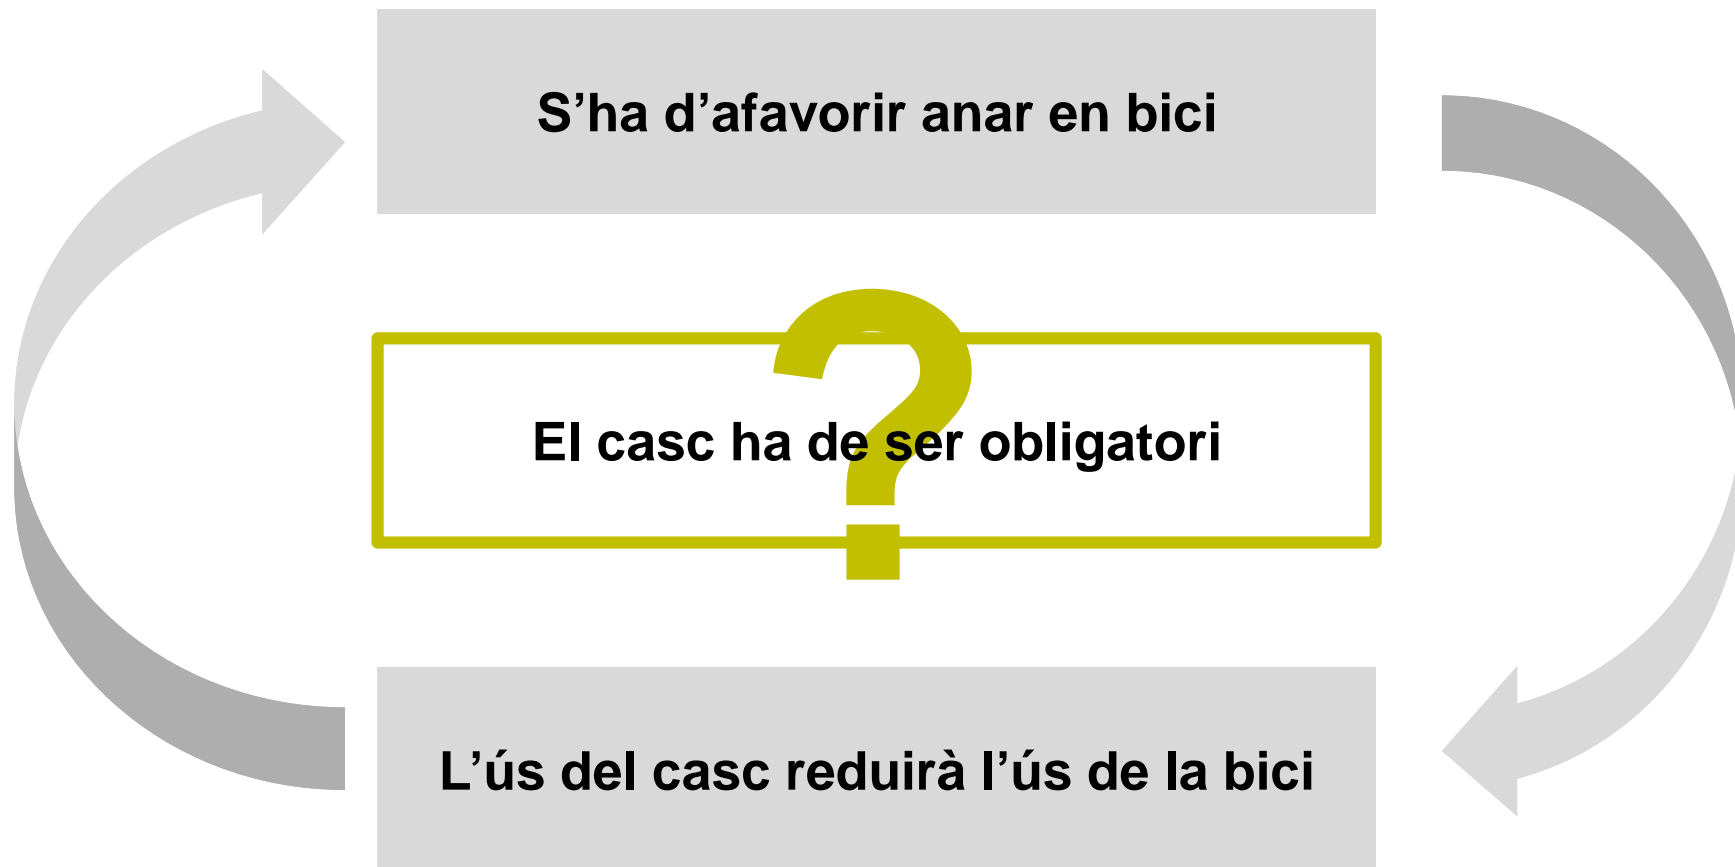 S’ha d’afavorir anar en bici
?
El casc ha de ser obligatori
L’ús del casc reduirà l’ús de la bici